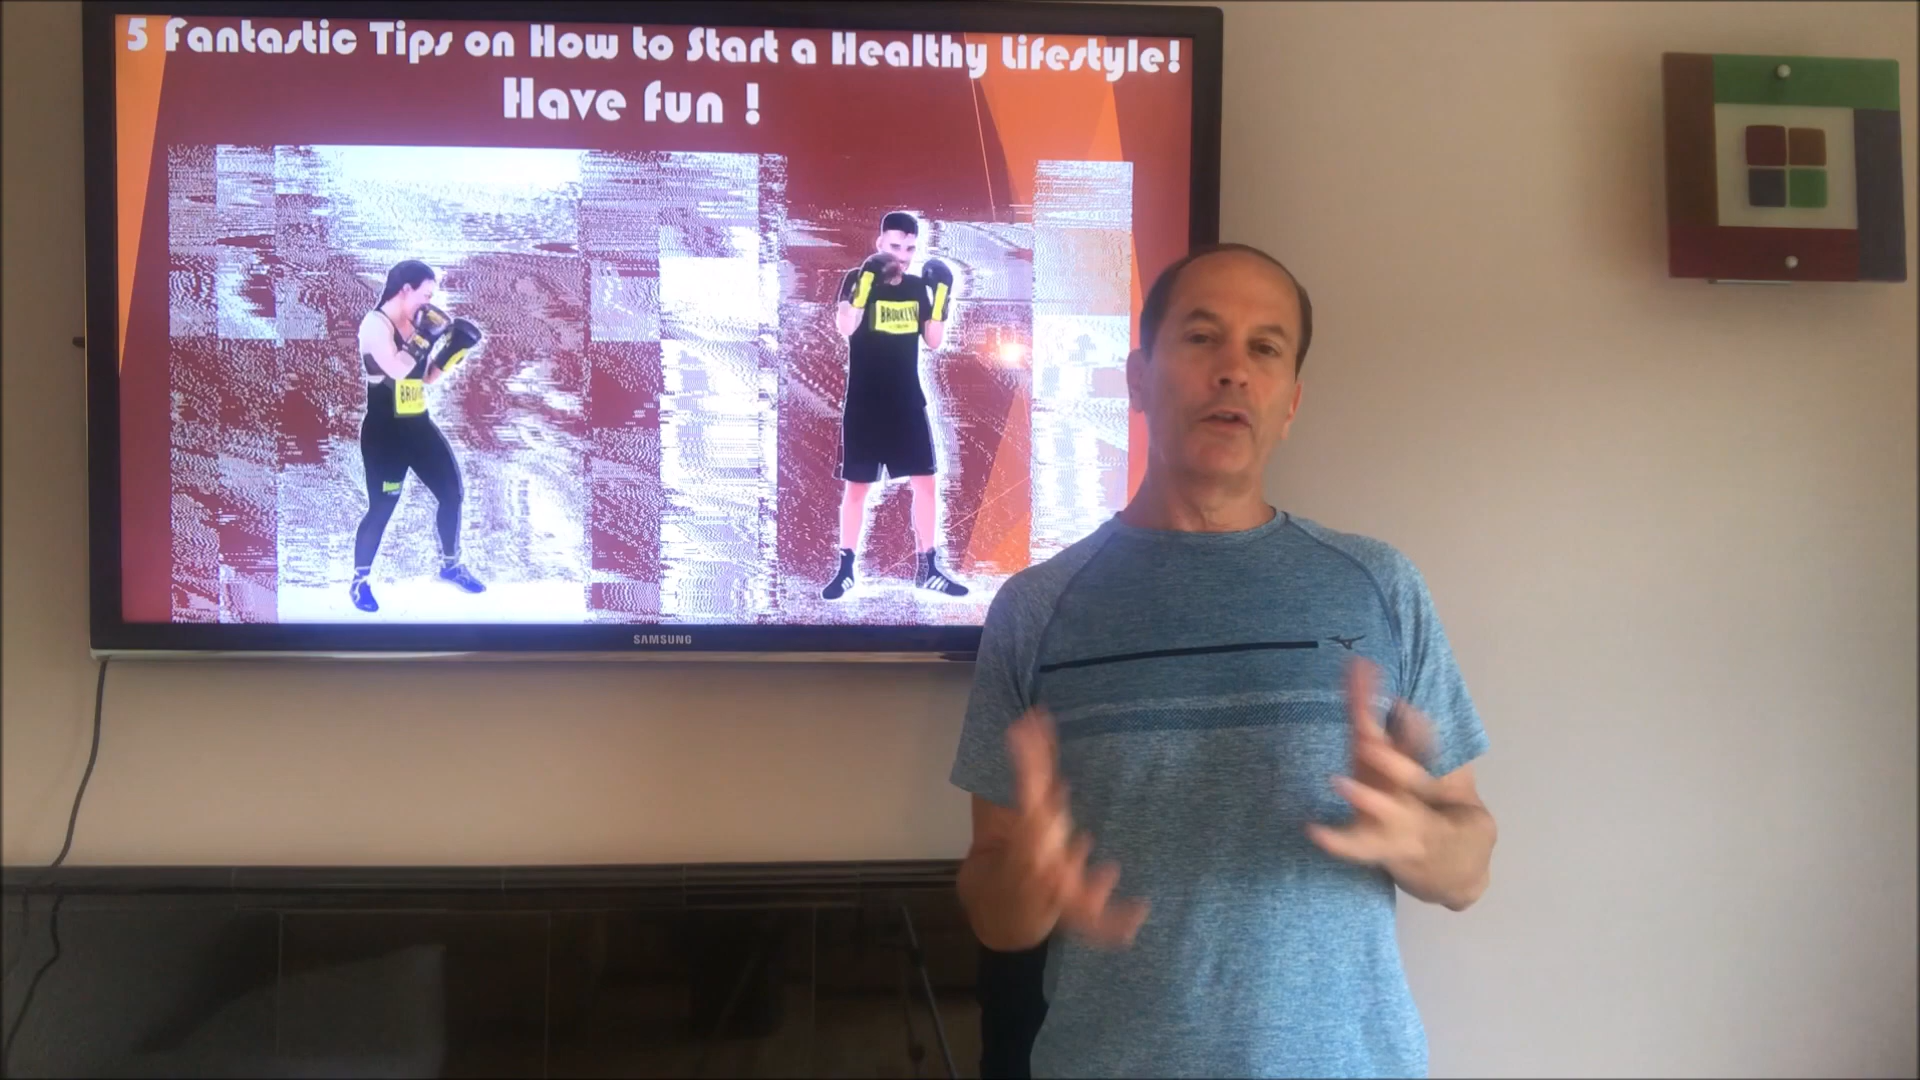 5 Fantastic Tips on How to Start a Healthy Lifestyle!
Have fun !
BROOKLYN
SAMSUNG